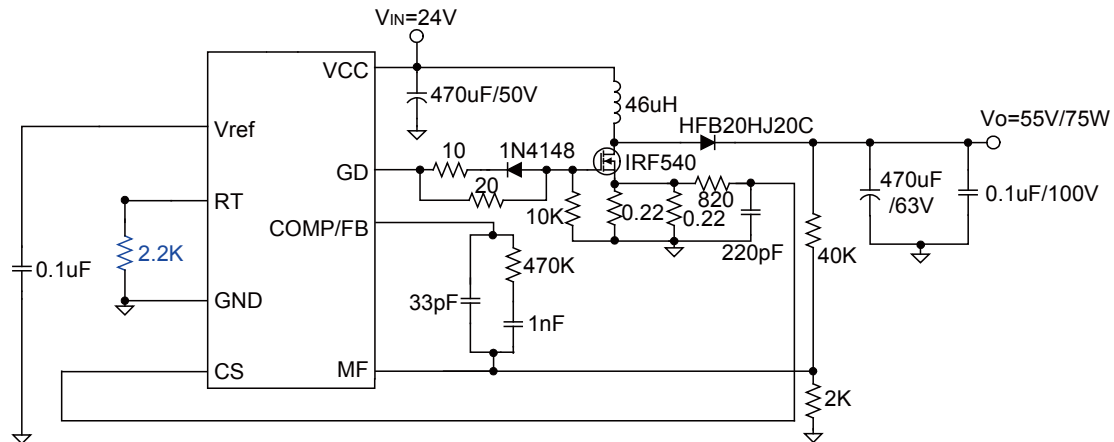 VIN=24V
VCC
470uF/50V
46uH
HFB20HJ20C
Vo=55V/75W
Vref
10
1N4148
IRF540
GD
20
820
470uF
/63V
0.1uF/100V
RT
10K
0.22
0.22
COMP/FB
220pF
2.2K
470K
40K
0.1uF
GND
33pF
1nF
CS
MF
2K